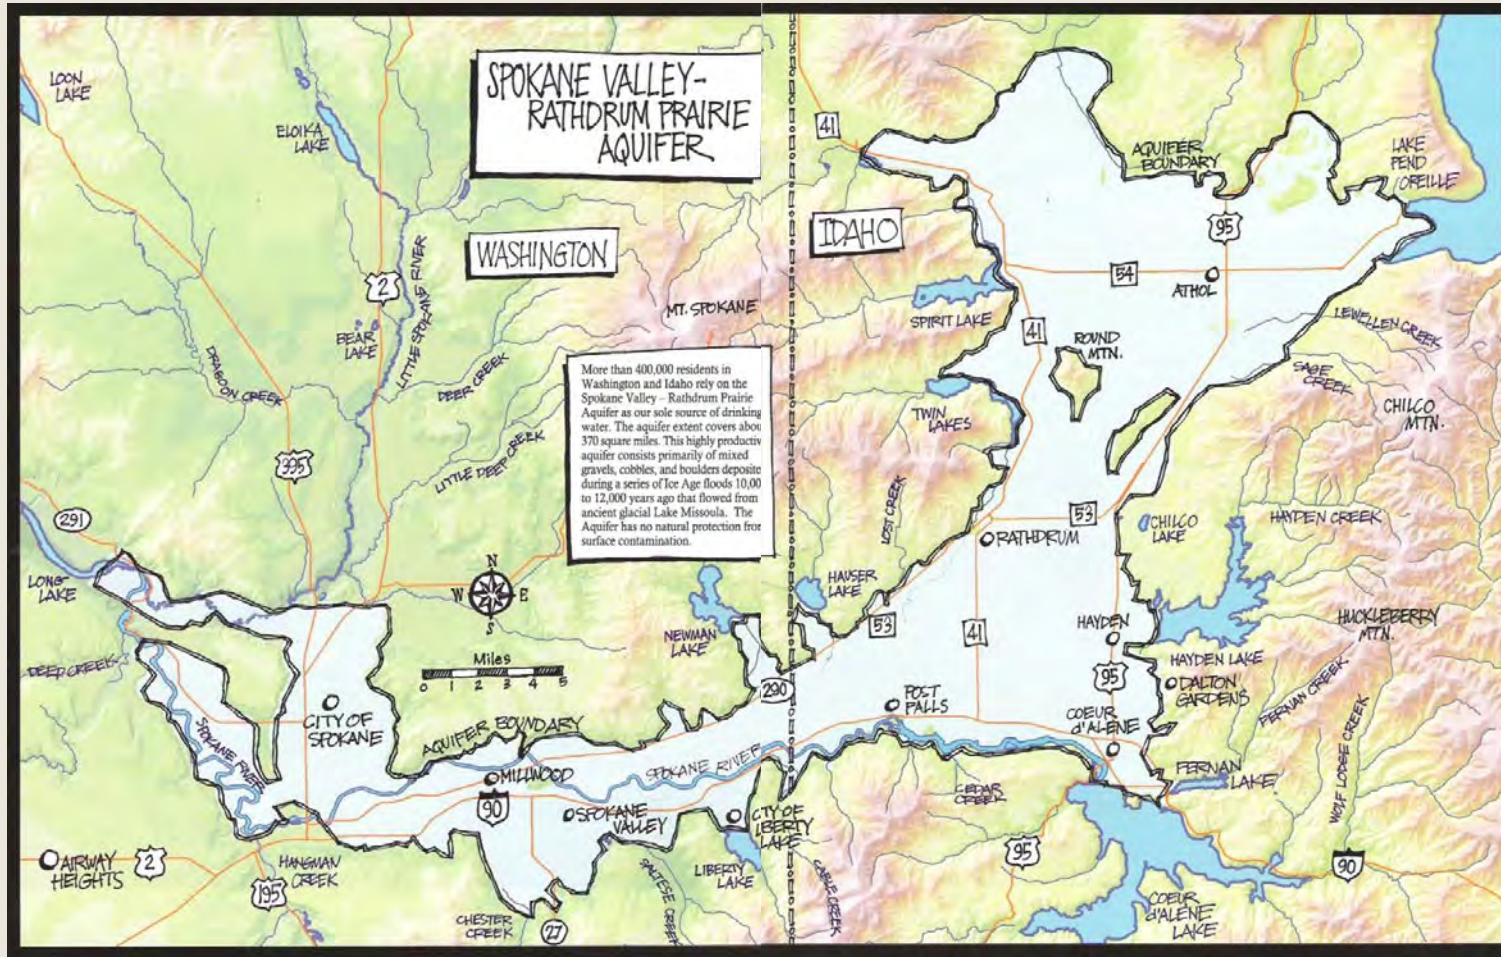 SPOKANE VALLEY-
RATHDRUM PRAIRIE
AQUIFER
LOON
LAKE
ELOIKA
LAKE
41
AQUIFER
BOUNDARY
LAKE
PEND
OREILLE
WASHINGTON
IDAHO
95
2
LITTLE SPOKANE RIVER
54
ATHOL
MT. SPOKANE
SPIRIT LAKE
41
ROUND
MTN.
LEWELLEN CREEK
BEAR
LAKE
DRAGOON CREEK
DEER CREEK
SAGE
CREEK
CHILCO
MTN.
More than 400,000 residents in
Washington and Idaho rely on the
Spokane Valley – Rathdrum Prairie
Aquifer as our sole source of drinking
water. The aquifer extent covers abou
370 square miles. This highly productiv
aquifer consists primarily of mixed
gravels, cobbles, and boulders deposite
during a series of Ice Age floods 10,00
to 12,000 years ago that flowed from
ancient glacial Lake Missoula. The
Aquifer has no natural protection fror
surface contamination.
TWIN
LAKES
395
LITTLE DEEP CREEK
LOST CREEK
291
53
RATHDRUM
CHILCO
LAKE
HAYDEN CREEK
LONG
LAKE
N
W E
S
HAUSER
LAKE
53
41
HAYDEN
HUCKLEBERRY
MTN.
NEWMAN
LAKE
DEEP CREEK
Miles
0 1 2 3 4 5
290
HAYDEN LAKE
95
DALTON
GARDENS
FERNAN CREEK
POST
FALLS
CITY OF
SPOKANE
AQUIFER BOUNDARY
COEUR
d'ALENE
SPOKANE RIVER
MILLWOOD
SPOKANE RIVER
FERNAN
LAKE
WOLF LODGE CREEK
90
CEDAR
CREEK
SPOKANE
VALLEY
CITY OF
LIBERTY
LAKE
AIRWAY
HEIGHTS
2
HANGMAN
CREEK
195
95
90
LIBERTY
LAKE
SALTESE CREEK
CABLE CREEK
CHESTER
CREEK
27
COEUR
d'ALENE
LAKE